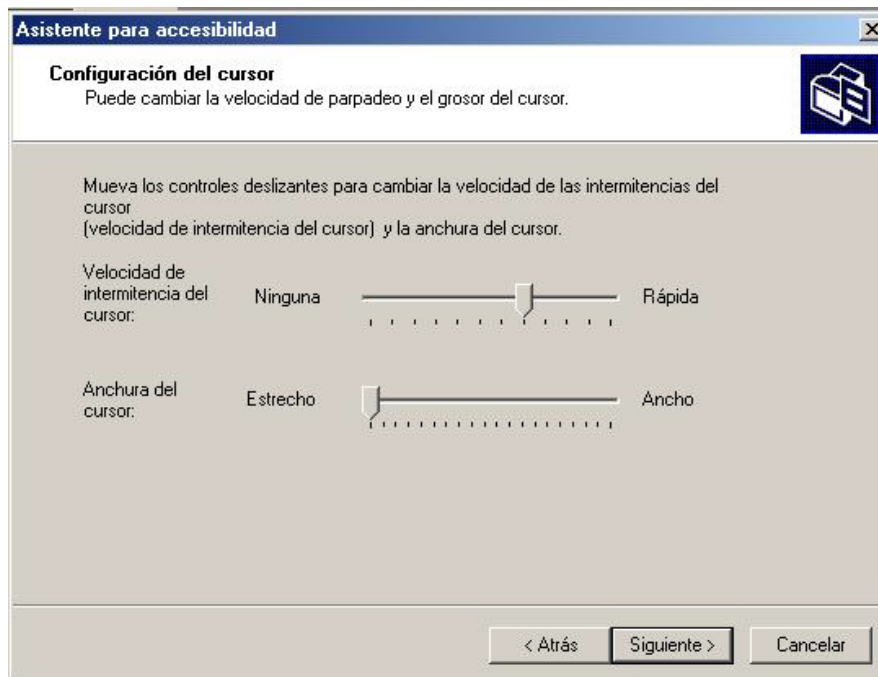 Asistente para accesibilidad
Configuración del cursor
Puede cambiar la velocidad de parpadeo y el grosor del cursor.
Mueva los controles deslizantes para cambiar la velocidad de las intermitencias del
cursor
(velocidad de intermitencia del cursor)  y la anchura del cursor.
Velocidad de
intermitencia del
cursor:
Ninguna
Rápida
Anchura del
cursor:
Estrecho
Ancho
< Atrás
Siguiente >
Cancelar